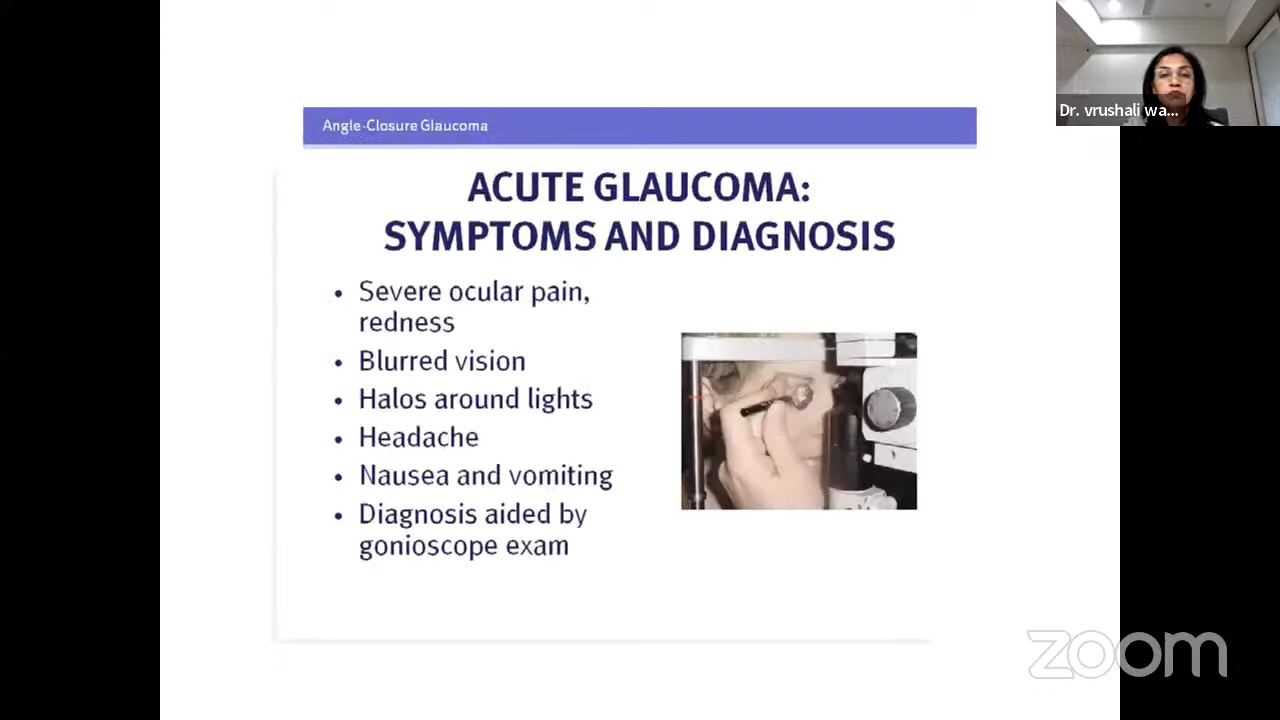 Dr. vrushali wa...
Angle-Closure Glaucoma
ACUTE GLAUCOMA:
SYMPTOMS AND DIAGNOSIS
• Severe ocular pain,
redness
• Blurred vision
• Halos around lights
• Headache
• Nausea and vomiting
• Diagnosis aided by
gonioscope exam
zoom